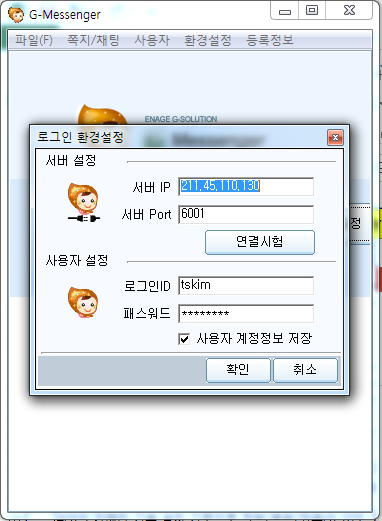 G-Messenger
파일(F) 쪽지/채팅 사용자 환경설정 등록정보
ENAGE G-SOLUTION
Messenger
로그인 환경설정
서버 설정
서버 IP 211,45,110,130
서버 Port 6001
연결시험
정
사용자 설정
로그인ID tskim
패스워드 ********
사용자 계정정보 저장
확인 취소